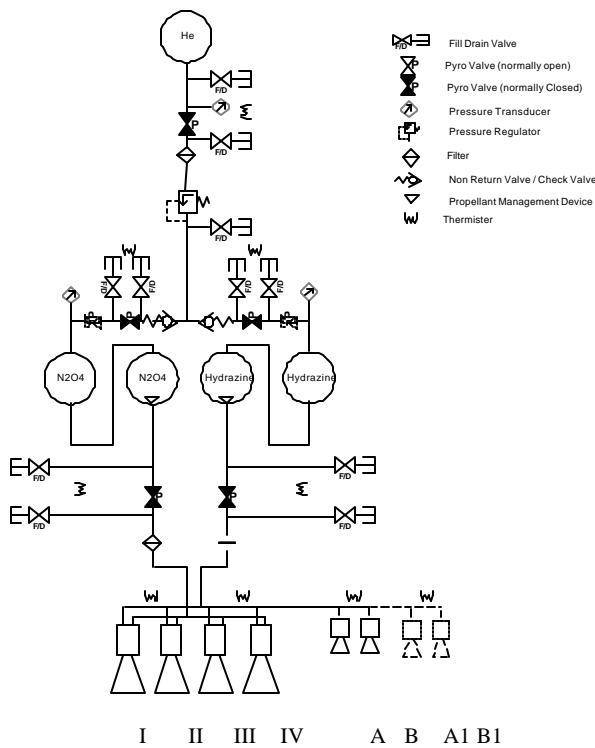 He
F/D
Fill Drain Valve
P
Pyro Valve (normally open)
F/D
P
Pyro Valve (normally Closed)
Pressure Transducer
P
Pressure Regulator
F/D
Filter
Non Return Valve / Check Valve
Propellant Management Device
Thermister
F/D
F/D
F/D
F/D
F/D
P
P
P
P
N2O4
N2O4
Hydrazine
Hydrazine
F/D
F/D
P
P
F/D
F/D
I II III IV A B A1 B1